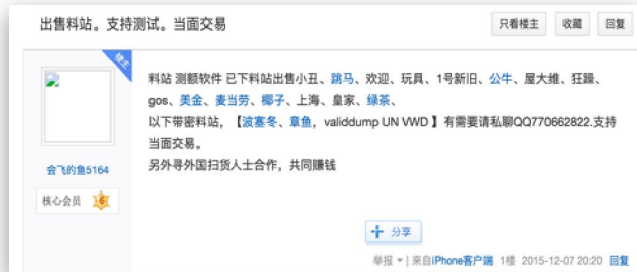 出售料站。支持测试。当面交易
只看楼主 收藏 回复
楼主
料站 测额软件 已下料站出售小丑、跳马、欢迎、玩具、1号新旧、公牛、屋大维、狂躁、
gos、美金、麦当劳、椰子、上海、皇家、绿茶、
以下带密料站，【波塞冬、章鱼，validdump UN VWD 】有需要请私聊QQ770662822.支持
当面交易。
另外寻外国扫货人士合作，共同赚钱
会飞的鱼5164
核心会员 6
分享
举报 | 来自iPhone客户端 1楼 2015-12-07 20:20 回复